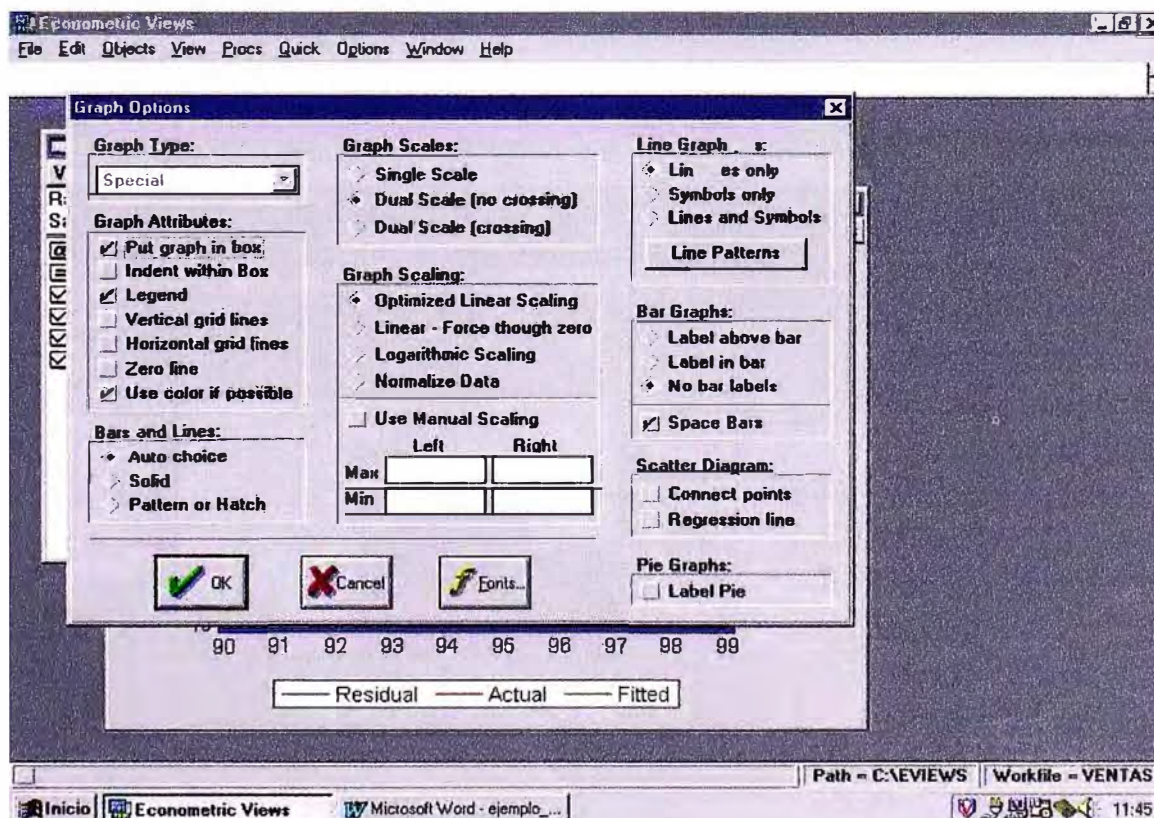 Econometric Views
File Edit Objects View Procs Quick Options Window Help
Graph Options
Graph Type:
Special
Graph Attributes:
Put graph in box
Indent within Box
Legend
Vertical grid lines
Horizontal grid lines
Zero line
Use color if possible
Bars and Lines:
Auto choice
Solid
Pattern or Hatch
Graph Scales:
Single Scale
Dual Scale (no crossing)
Dual Scale (crossing)
Graph Scaling:
Optimized Linear Scaling
Linear - Force though zero
Logarithmic Scaling
Normalize Data
Use Manual Scaling
Left Right
Max
Min
Line Graph s:
Lin es only
Symbols only
Lines and Symbols
Line Patterns
Bar Graphs:
Label above bar
Label in bar
No bar labels
Space Bars
Scatter Diagram:
Connect points
Regression line
Pie Graphs:
Label Pie
OK Cancel Fonts...
90 91 92 93 94 95 96 97 98 99
Residual Actual Fitted
Path = C:\EVIEWS Workfile = VENTAS
Inicio Econometric Views Microsoft Word - ejemplo_... 11:45